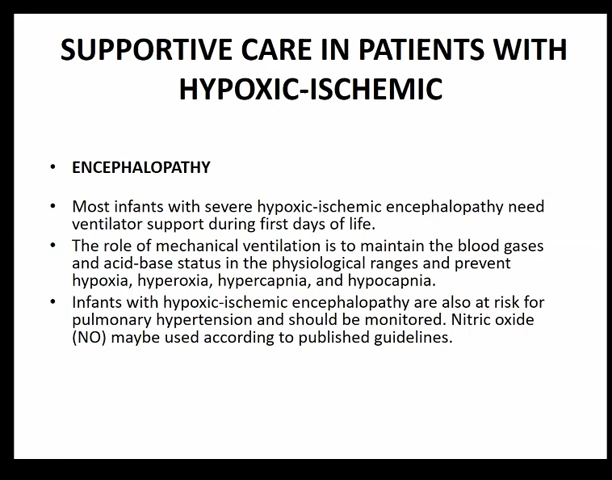 SUPPORTIVE CARE IN PATIENTS WITH
HYPOXIC-ISCHEMIC
• ENCEPHALOPATHY
• Most infants with severe hypoxic-ischemic encephalopathy need
ventilator support during first days of life.
• The role of mechanical ventilation is to maintain the blood gases
and acid-base status in the physiological ranges and prevent
hypoxia, hyperoxia, hypercapnia, and hypocapnia.
• Infants with hypoxic-ischemic encephalopathy are also at risk for
pulmonary hypertension and should be monitored. Nitric oxide
(NO) maybe used according to published guidelines.